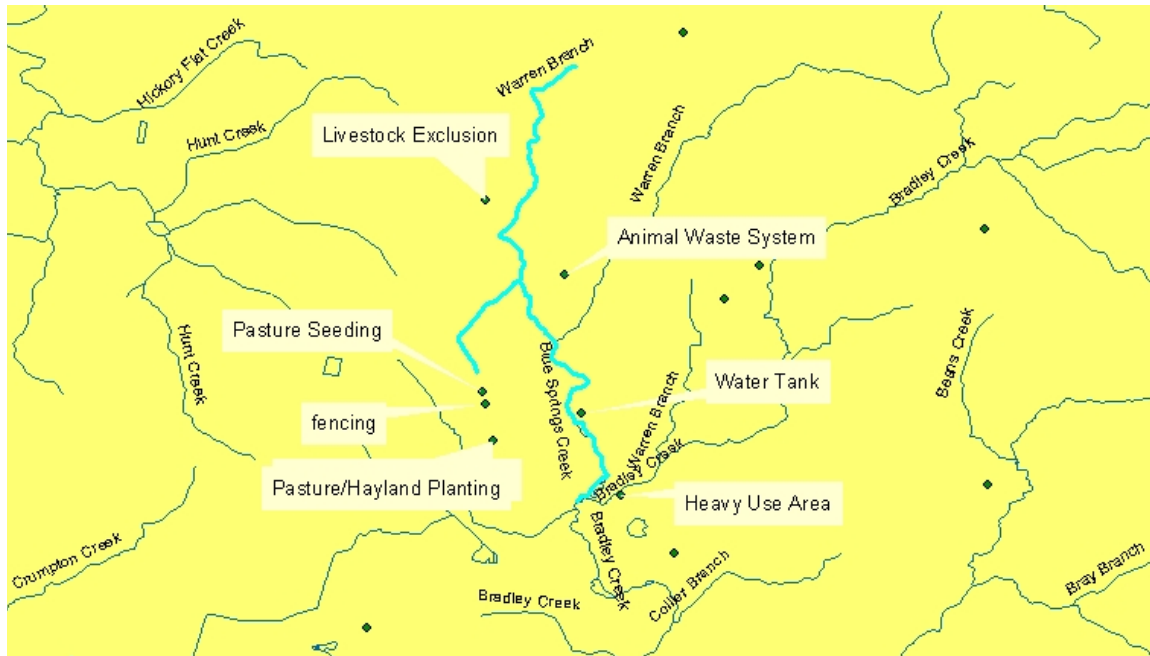 Hickory Flat Creek
Warren Branch
Hunt Creek
Livestock Exclusion
Warren Branch
Bradley Creek
Animal Waste System
Pasture Seeding
Hunt Creek
Blue Springs Creek
Beans Creek
Water Tank
fencing
Warren Branch
Bradley Creek
Pasture/Hayland Planting
Heavy Use Area
Bradley Creek
Crumpton Creek
Collier Branch
Bray Branch
Bradley Creek